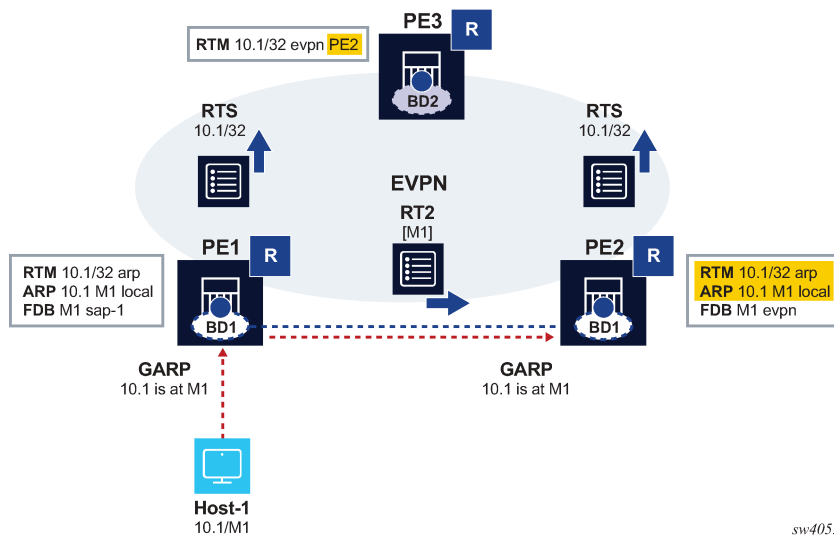 PE3
R
RTM 10.1/32 evpn PE2
BD2
RTS
10.1/32
RTS
10.1/32
EVPN
RT2
[M1]
PE1
R
PE2
R
RTM 10.1/32 arp
ARP 10.1 M1 local
FDB M1 sap-1
BD1
BD1
RTM 10.1/32 arp
ARP 10.1 M1 local
FDB M1 evpn
GARP
10.1 is at M1
GARP
10.1 is at M1
Host-1
10.1/M1
sw405